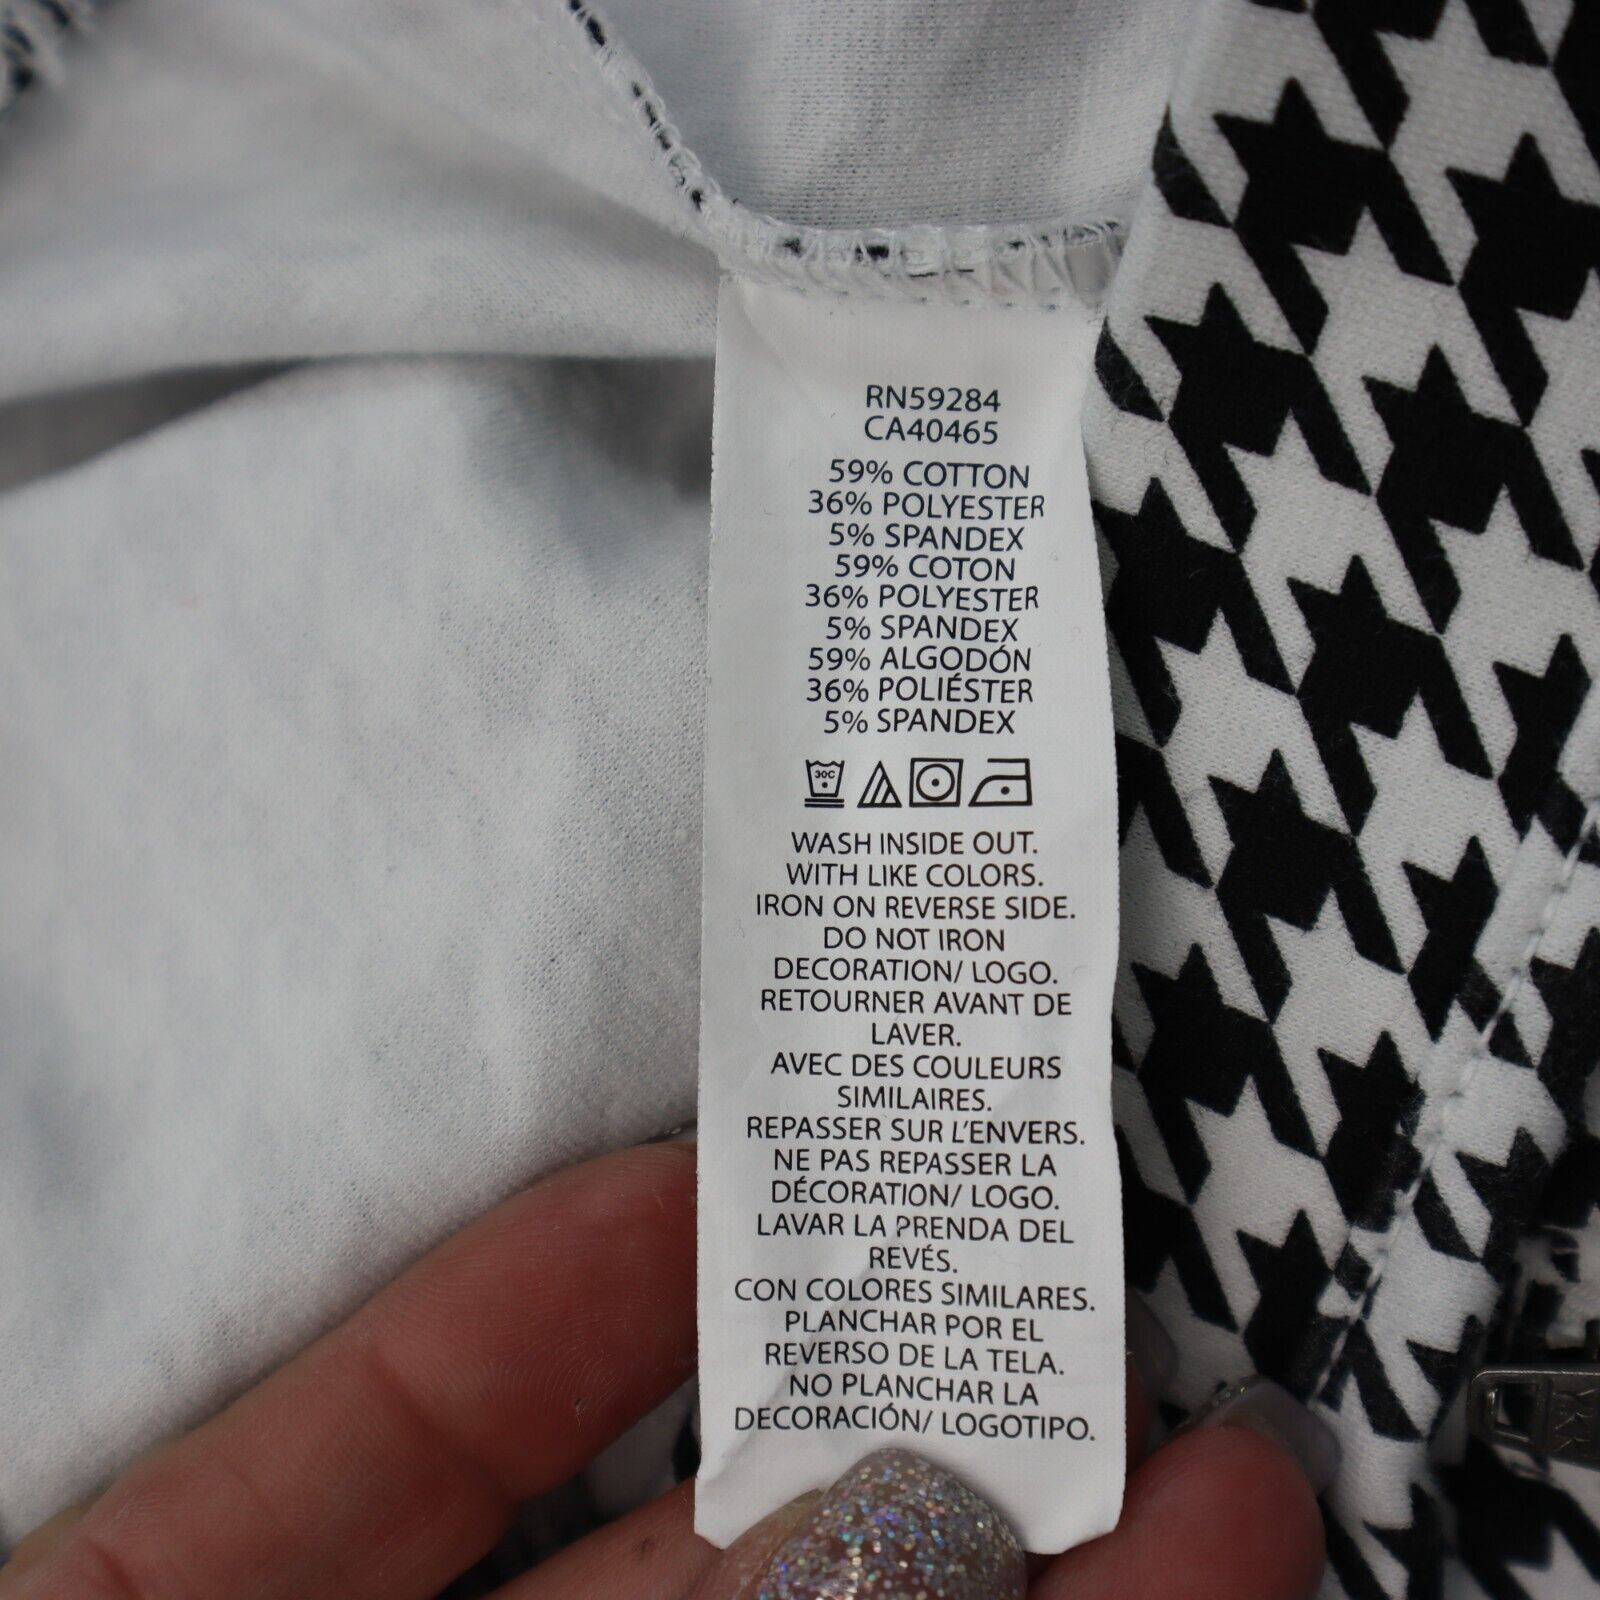 RN59284
CA40465
59% COTTON
36% POLYESTER
5% SPANDEX
59% COTON
36% POLYESTER
5% SPANDEX
59% ALGODÓN
36% POLIÉSTER
5% SPANDEX
30C
WASH INSIDE OUT.
WITH LIKE COLORS.
IRON ON REVERSE SIDE.
DO NOT IRON
DECORATION/ LOGO.
RETOURNER AVANT DE
LAVER.
AVEC DES COULEURS
SIMILAIRES.
REPASSER SUR L'ENVERS.
NE PAS REPASSER LA
DÉCORATION/ LOGO.
LAVAR LA PRENDA DEL
REVÉS.
CON COLORES SIMILARES.
PLANCHAR POR EL
REVERSO DE LA TELA.
NO PLANCHAR LA
DECORACIÓN/ LOGOTIPO.